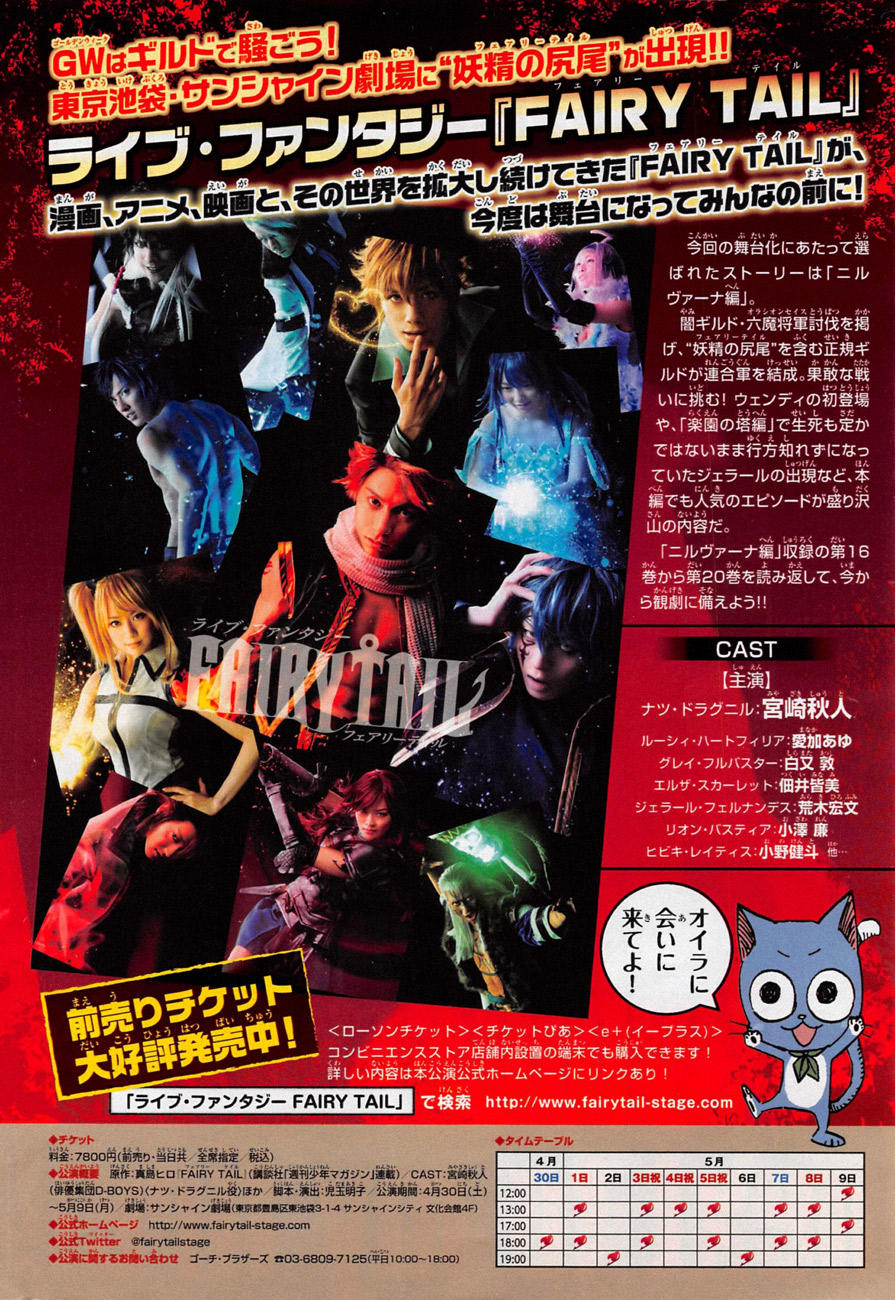 GWはギルドで騒ごう!
東京池袋・サンシャイン劇場に“妖精の尻尾”が出現!!
ライブ・ファンタジー『FAIRY TAIL』
漫画、アニメ、映画と、その世界を拡大し続けてきた『FAIRY TAIL』が、
今度は舞台になってみんなの前に!
今回の舞台化にあたって選
ばれたストーリーは「ニル
ヴァーナ編」。
闇ギルド・六魔将軍討伐を掲
げ、“妖精の尻尾”を含む正規ギ
ルドが連合軍を結成。果敢な戦
いに挑む! ウェンディの初登場
や、「楽園の塔編」で生死も定か
ではないまま行方知れずになっ
ていたジェラールの出現など、本
編でも人気のエピソードが盛り沢
山の内容だ。
「ニルヴァーナ編」収録の第16
巻から第20巻を読み返して、今か
ら観劇に備えよう!!
ライブ・ファンタジー
FAIRY TAIL
フェアリーテイル
CAST
【主演】
ナツ・ドラグニル:宮崎秋人
ルーシィ・ハートフィリア:愛加あゆ
グレイ・フルバスター:白又 敦
エルザ・スカーレット:佃井皆美
ジェラール・フェルナンデス:荒木宏文
リオン・バスティア:小澤 廉
ヒビキ・レイティス:小野健斗 他…
オイラに
会いに
来てよ!
前売りチケット
大好評発売中!
<ローソンチケット><チケットぴあ><e+(イープラス)>
コンビニエンスストア店舗内設置の端末でも購入できます!
詳しい内容は本公演公式ホームページにリンクあり!
「ライブ・ファンタジー FAIRY TAIL」 で検索 http://www.fairytail-stage.com
◆チケット
料金:7800円(前売り・当日共/全席指定/税込)
◆公演概要 原作:真島ヒロ『FAIRY TAIL』(講談社「週刊少年マガジン」連載)/CAST:宮崎秋人
(俳優集団D-BOYS)(ナツ・ドラグニル役)ほか/脚本・演出:児玉明子/公演期間:4月30日(土)
~5月9日(月)/劇場:サンシャイン劇場(東京都豊島区東池袋3-1-4 サンシャインシティ 文化会館4F)
◆公式ホームページ http://www.fairytail-stage.com
◆公式Twitter @fairytailstage
◆公演に関するお問い合わせ ゴーチ・ブラザーズ ☎03-6809-7125(平日10:00~18:00)
◆タイムテーブル
4月 5月
30日 1日 2日 3日祝 4日祝 5日祝 6日 7日 8日 9日
12:00
13:00
17:00
18:00
19:00